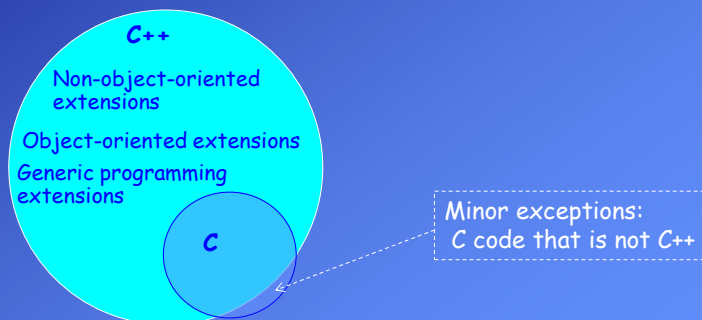 C++
Non-object-oriented
extensions
Object-oriented extensions
Generic programming
extensions
C
Minor exceptions:
C code that is not C++